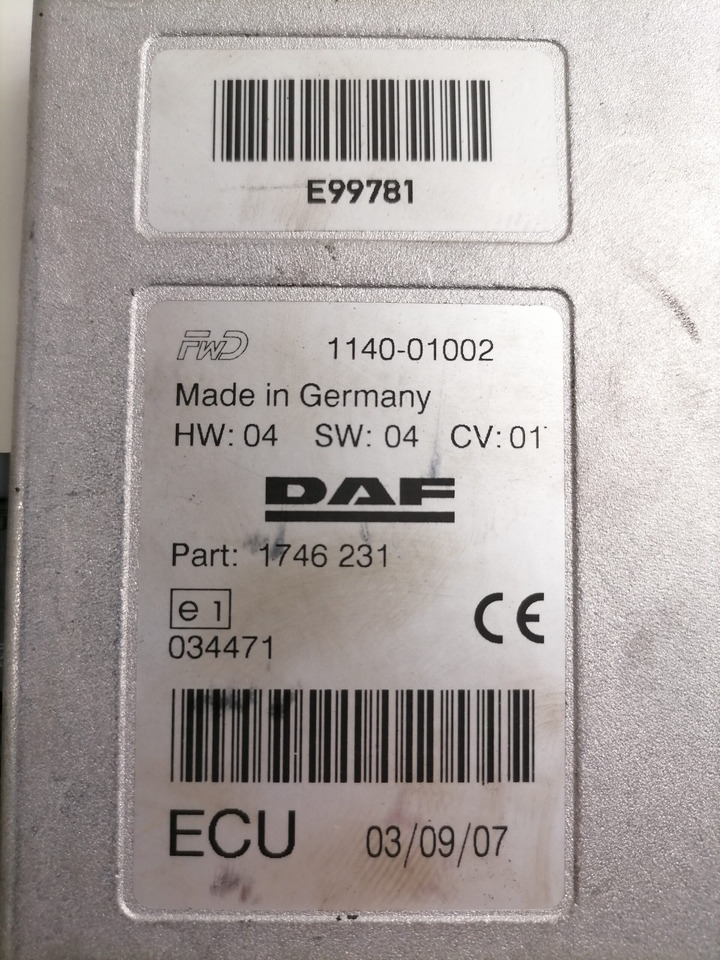 E99781
FWD 1140-01002
Made in Germany
HW: 04 SW: 04 CV: 01
DAF
Part: 1746 231
e1
CE
034471
ECU 03/09/07